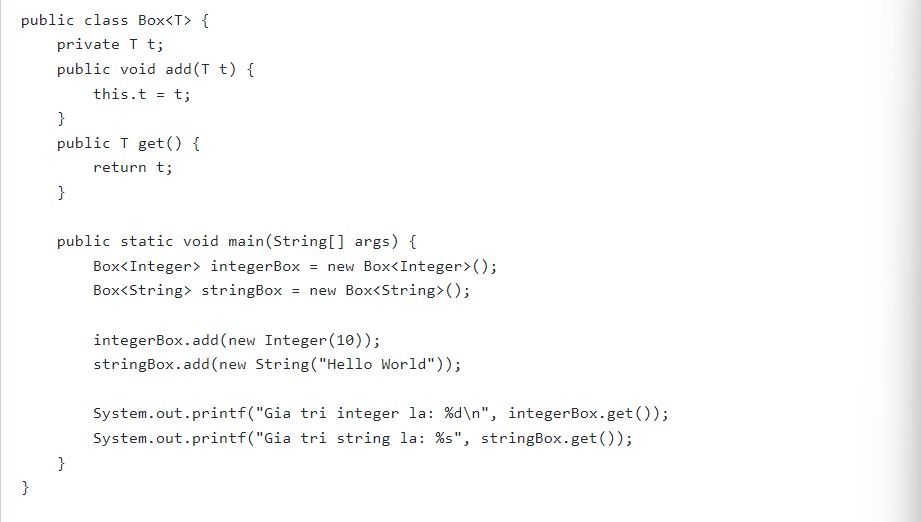 public class Box<T> {
    private T t;
    public void add(T t) {
        this.t = t;
    }
    public T get() {
        return t;
    }

    public static void main(String[] args) {
        Box<Integer> integerBox = new Box<Integer>();
        Box<String> stringBox = new Box<String>();

        integerBox.add(new Integer(10));
        stringBox.add(new String("Hello World"));

        System.out.printf("Gia tri integer la: %d\n", integerBox.get());
        System.out.printf("Gia tri string la: %s", stringBox.get());
    }
}